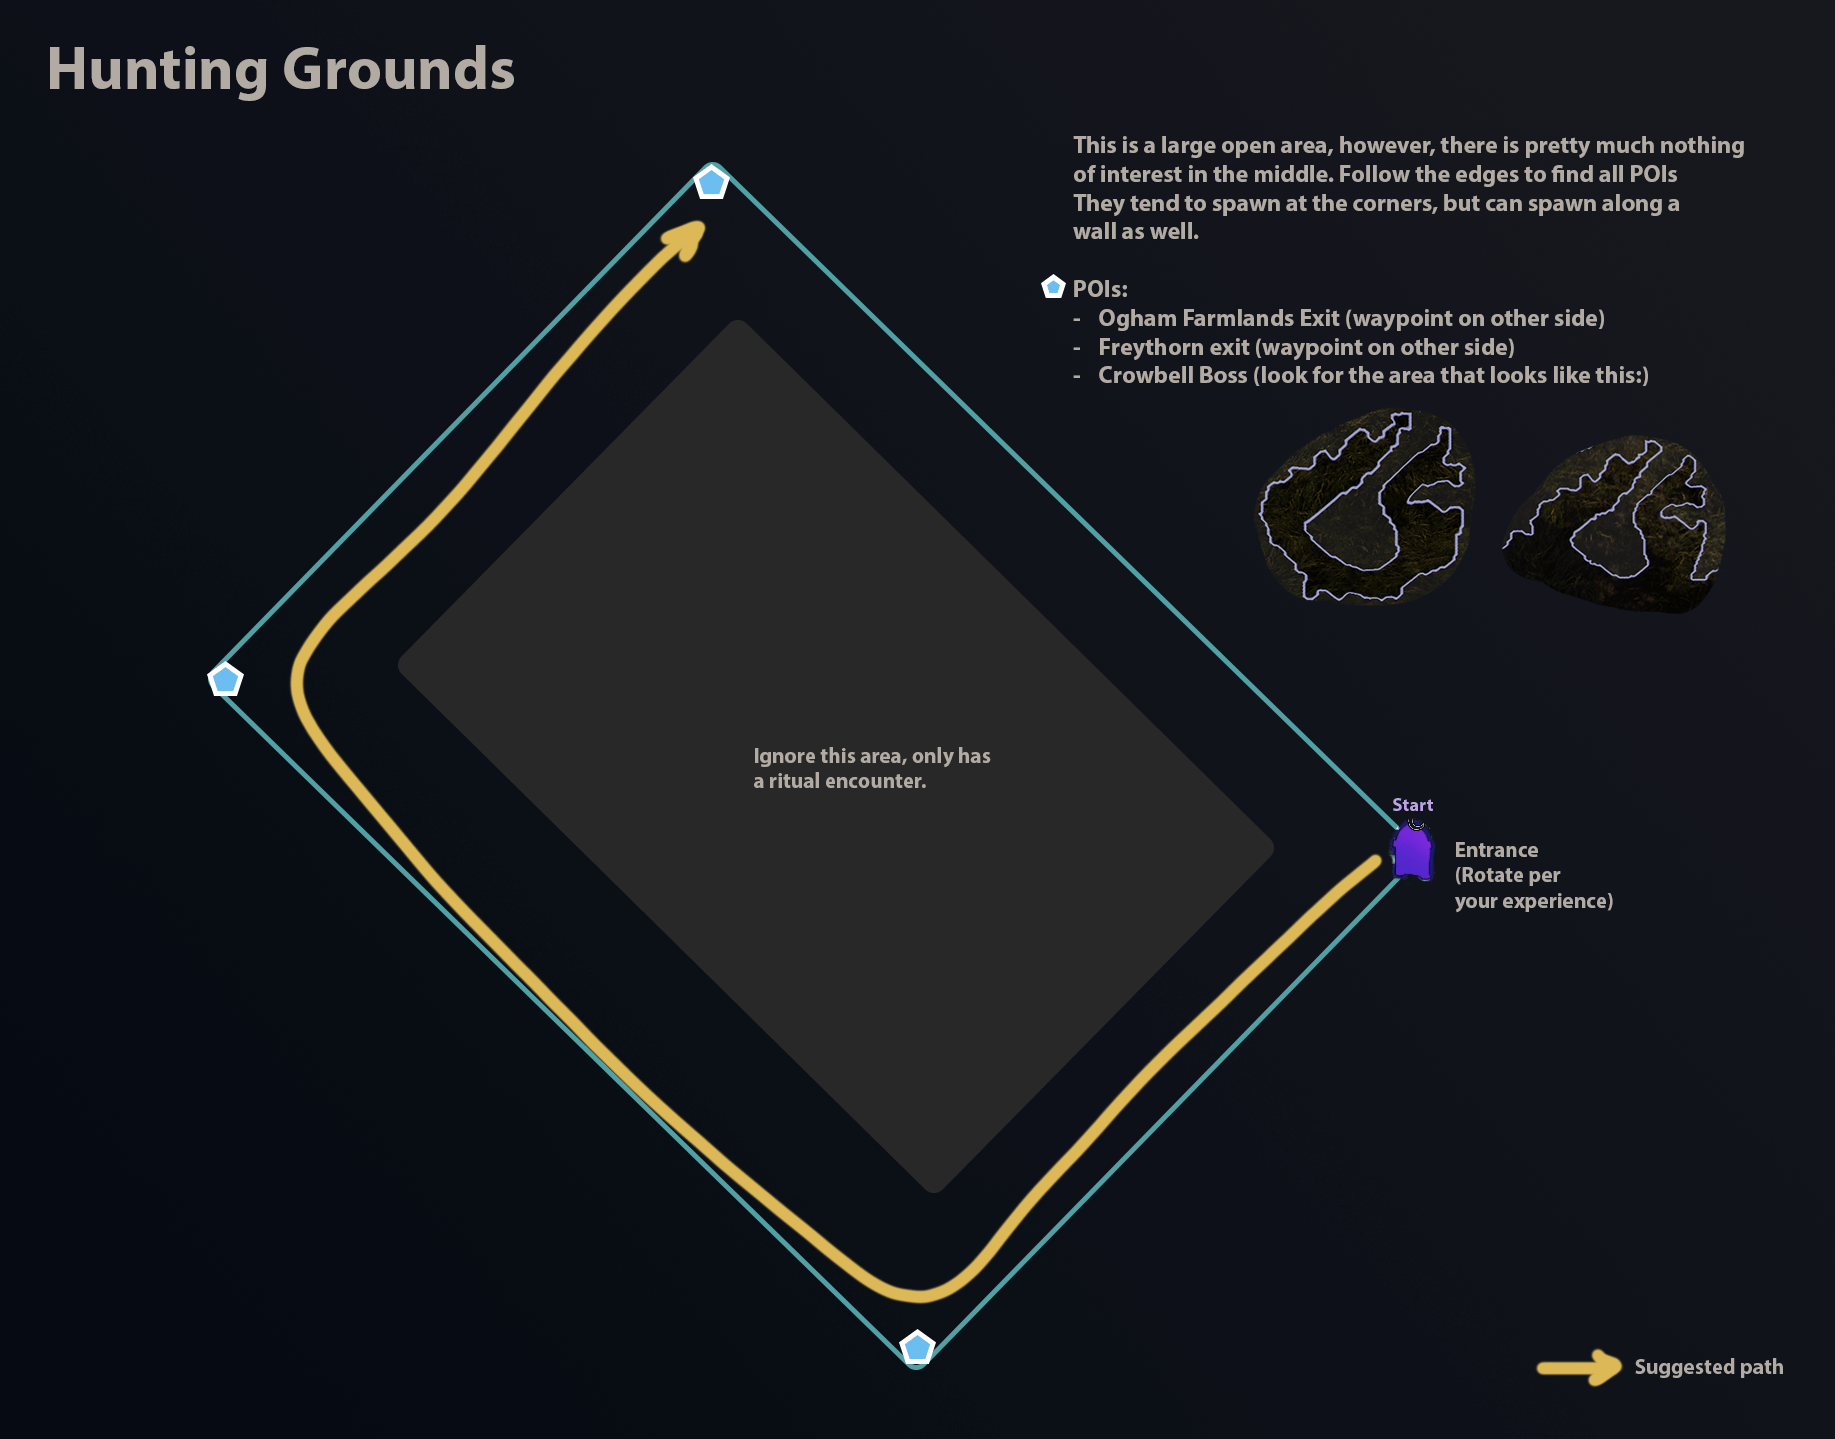 Hunting Grounds
This is a large open area, however, there is pretty much nothing
of interest in the middle. Follow the edges to find all POIs
They tend to spawn at the corners, but can spawn along a
wall as well.
POIs:
- Ogham Farmlands Exit (waypoint on other side)
- Freythorn exit (waypoint on other side)
- Crowbell Boss (look for the area that looks like this:)
Ignore this area, only has
a ritual encounter.
Start
Entrance
(Rotate per
your experience)
Suggested path